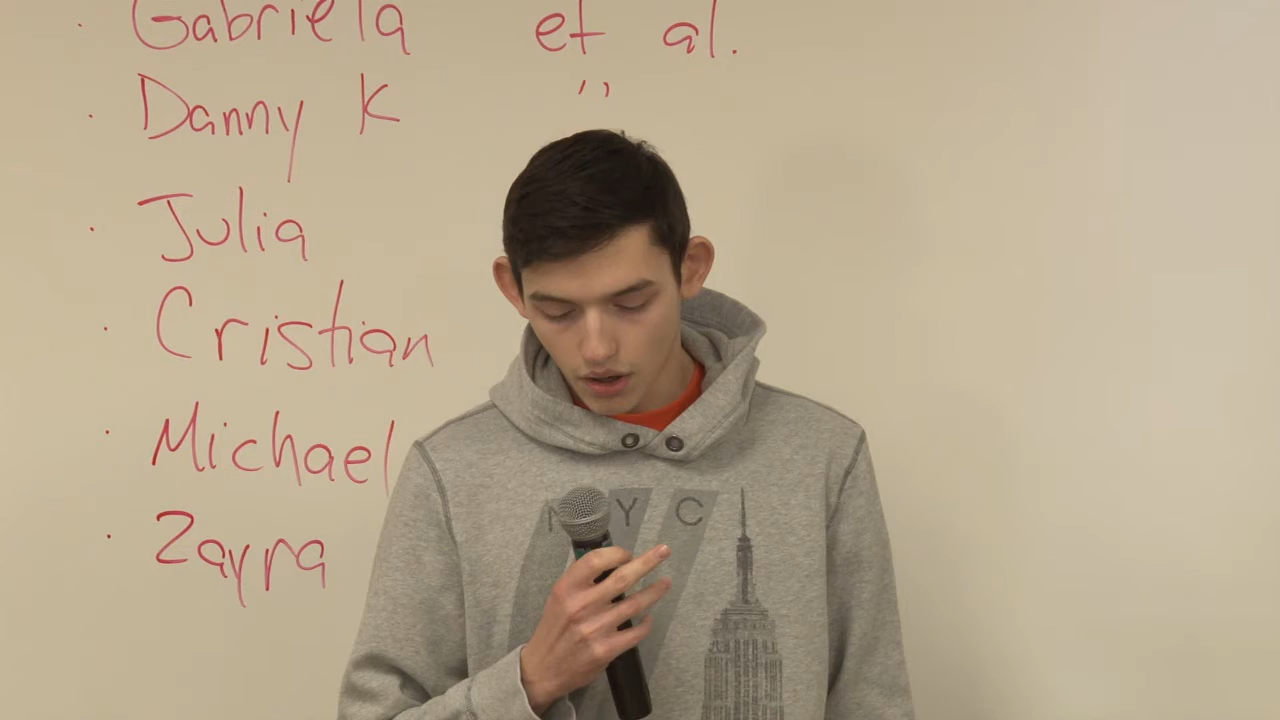 Gabriela et al.
Danny K "
Julia
Cristian
Michael
Zayra
NYC